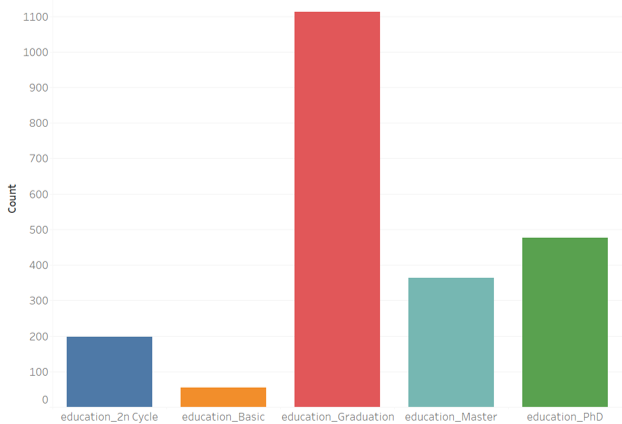 1100
1000
900
800
700
600
500
400
300
200
100
0
Count
education_2n Cycle
education_Basic
education_Graduation
education_Master
education_PhD